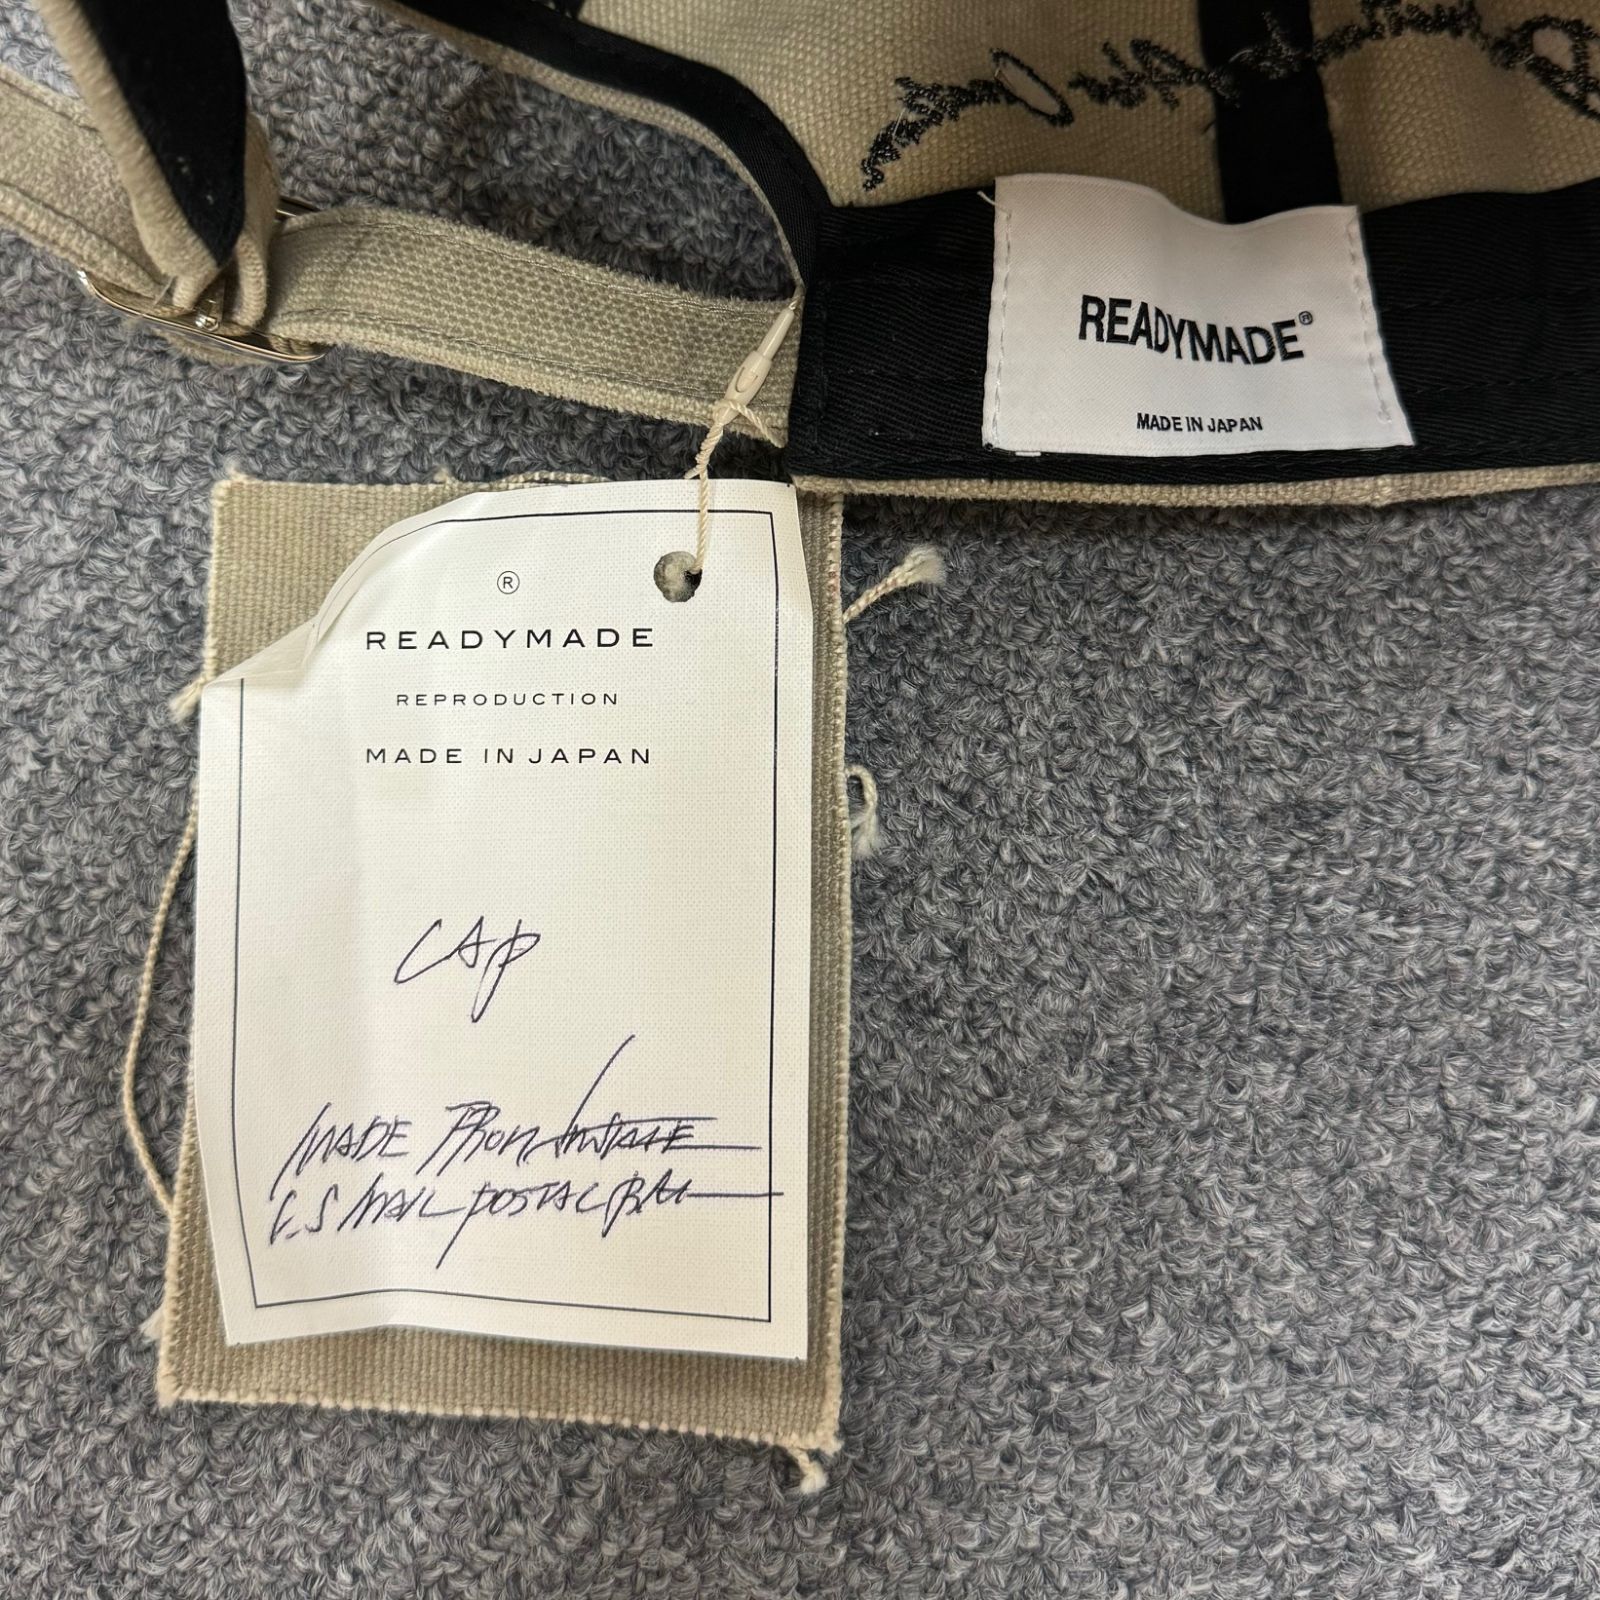 READYMADE®
MADE IN JAPAN
®
READYMADE
REPRODUCTION
MADE IN JAPAN
CAP
MADE FROM VINTAGE
U.S MAIL POSTAL BAG